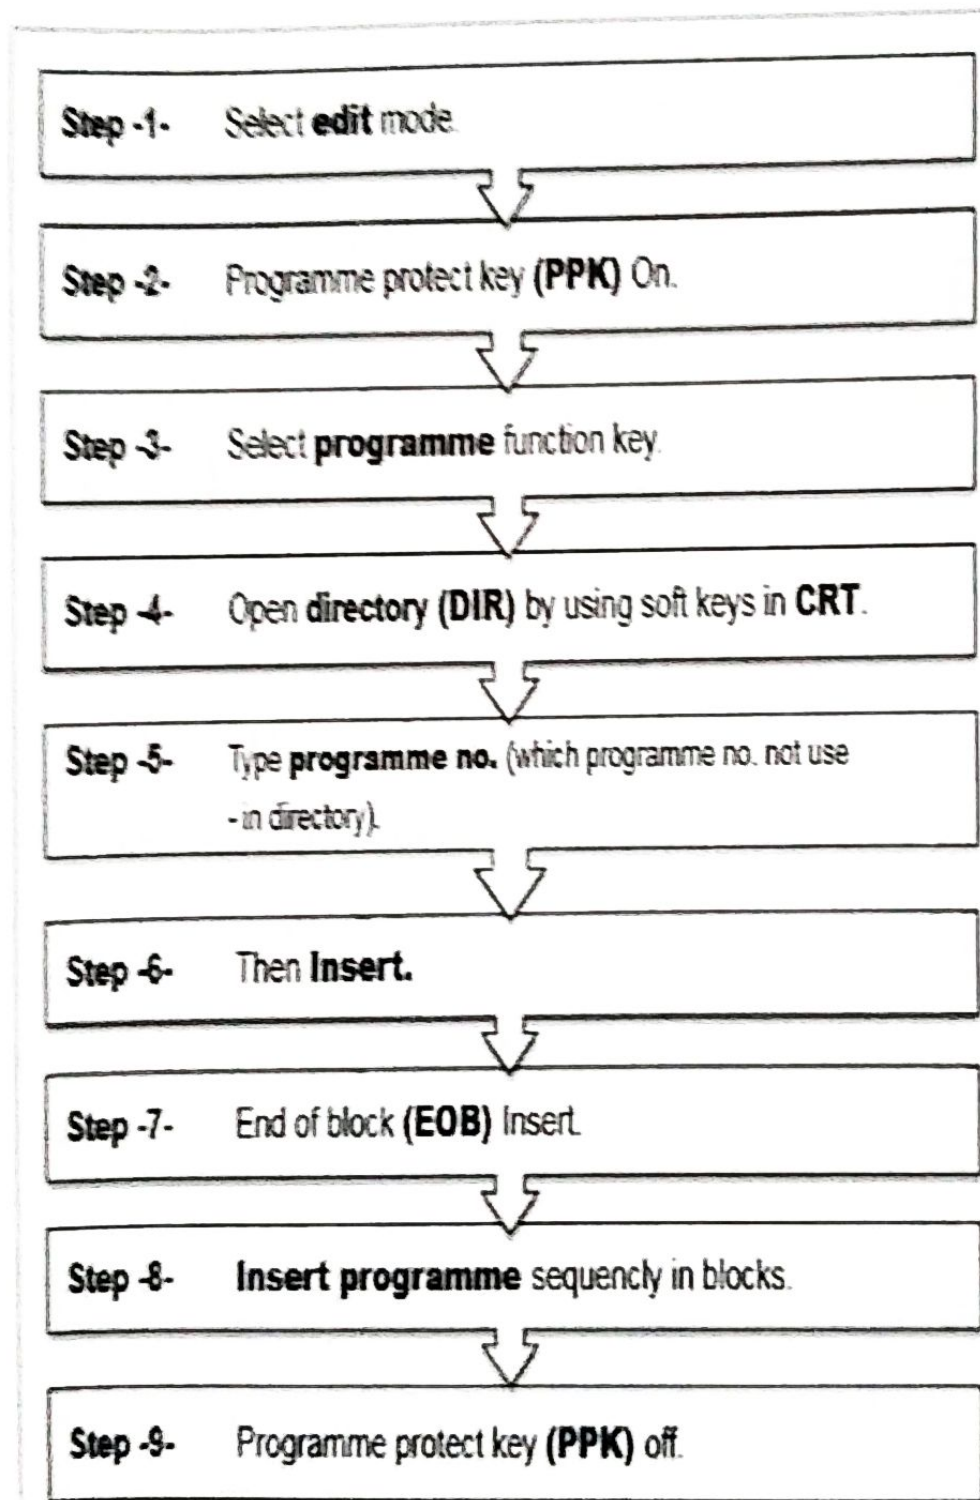 Step -1- Select edit mode.
Step -2- Programme protect key (PPK) On.
Step -3- Select programme function key.
Step -4- Open directory (DIR) by using soft keys in CRT.
Step -5- Type programme no. (which programme no. not use
- in directory).
Step -6- Then Insert.
Step -7- End of block (EOB) Insert.
Step -8- Insert programme sequencly in blocks.
Step -9- Programme protect key (PPK) off.